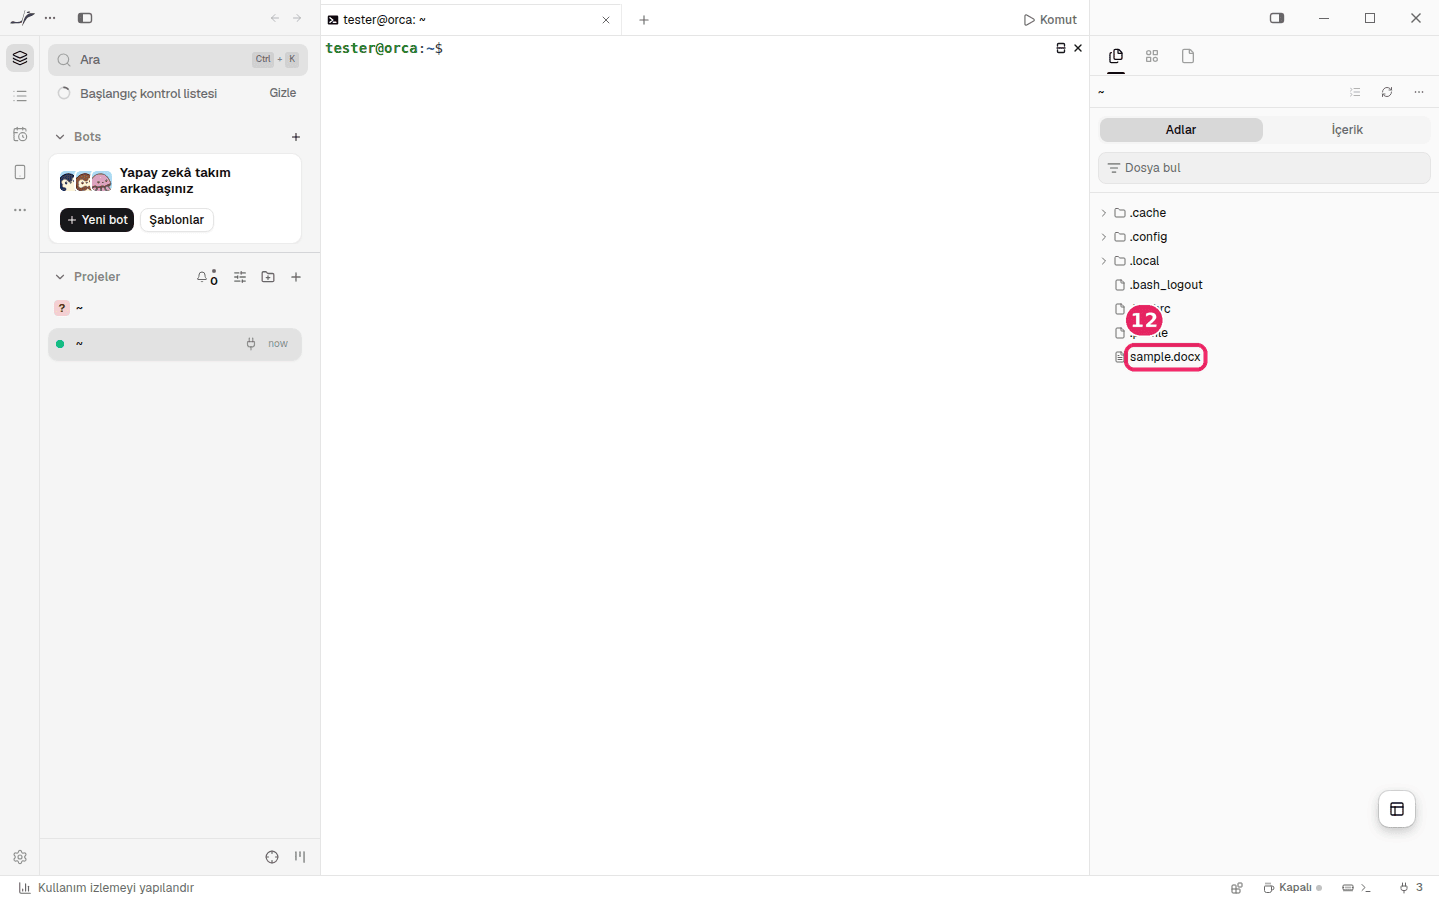 tester@orca: ~
Komut
Ara
Ctrl + K
Başlangıç kontrol listesi
Gizle
Bots
Yapay zekâ takım
arkadaşınız
Yeni bot
Şablonlar
Projeler
0
? ~
~
now
Kullanım izlemeyi yapılandır
tester@orca:~$
~
Adlar
İçerik
Dosya bul
.cache
.config
.local
.bash_logout
12
sample.docx
Kapalı
3